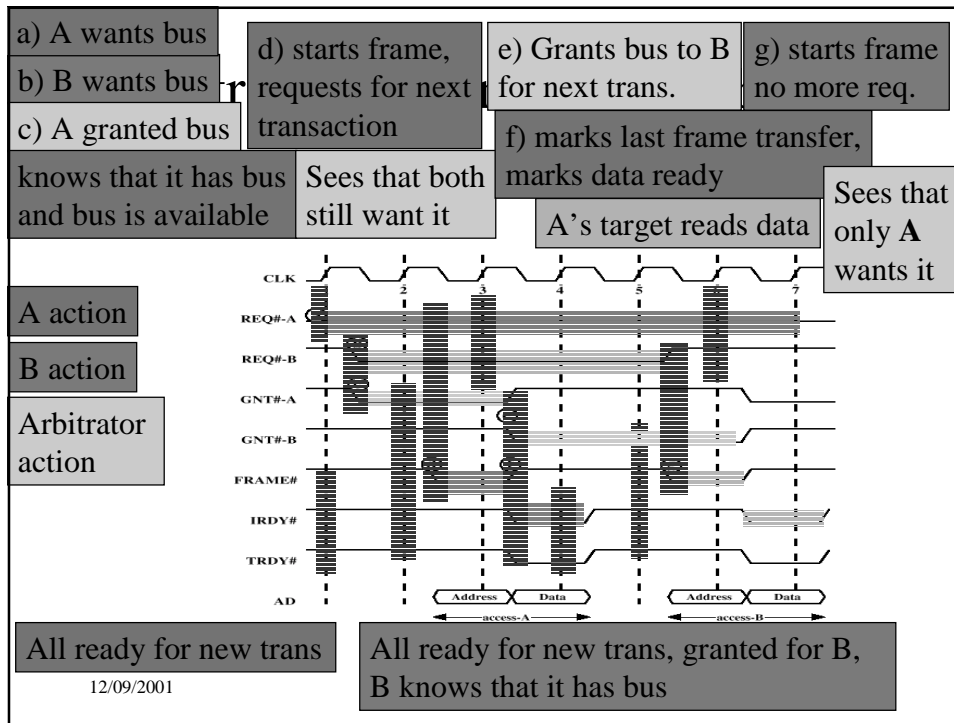 a) A wants bus
b) B wants bus
c) A granted bus
knows that it has bus
and bus is available
d) starts frame,
requests for next
transaction
Sees that both
still want it
e) Grants bus to B
for next trans.
f) marks last frame transfer,
marks data ready
A’s target reads data
g) starts frame
no more req.
Sees that
only A
wants it
A action
B action
Arbitrator
action
CLK
2 3 4 5 6 7
REQ#-A
REQ#-B
GNT#-A
GNT#-B
FRAME#
IRDY#
TRDY#
AD
Address Data Address Data
access-A access-B
All ready for new trans
All ready for new trans, granted for B,
B knows that it has bus
12/09/2001